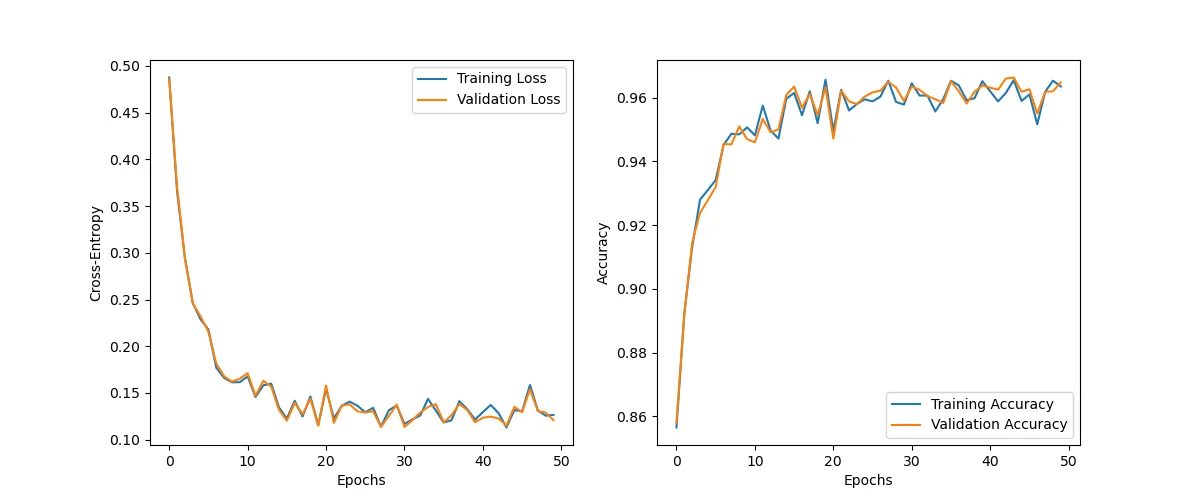 0.50
0.45
0.40
0.35
0.30
0.25
0.20
0.15
0.10
Cross-Entropy
0 10 20 30 40 50
Epochs
Training Loss
Validation Loss
0.96
0.94
0.92
0.90
0.88
0.86
Accuracy
0 10 20 30 40 50
Epochs
Training Accuracy
Validation Accuracy